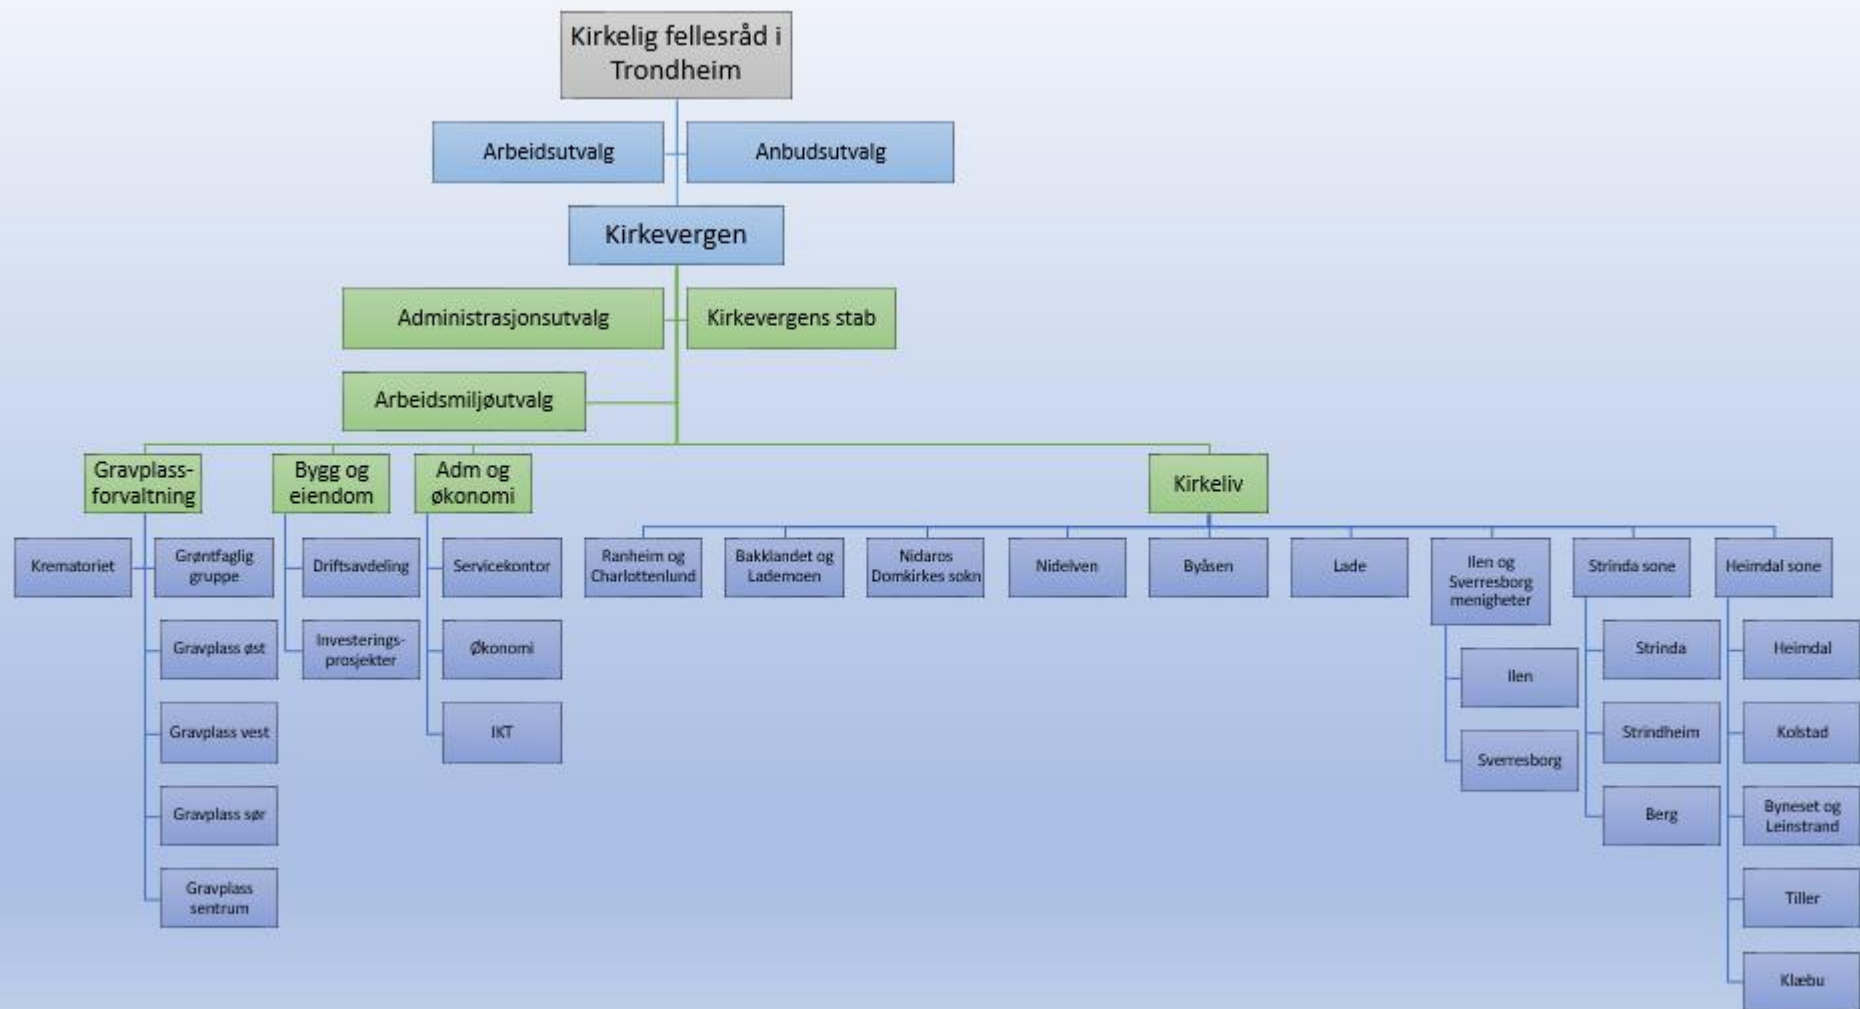 Kirkelig fellesråd i
Trondheim
Arbeidsutvalg
Anbudsutvalg
Kirkevergen
Administrasjonsutvalg
Kirkevergens stab
Arbeidsmiljøutvalg
Gravplass-
forvaltning
Bygg og
eiendom
Adm og
økonomi
Kirkeliv
Krematoriet
Grøntfaglig
gruppe
Gravplass øst
Gravplass vest
Gravplass sør
Gravplass
sentrum
Driftsavdeling
Investerings-
prosjekter
Servicekontor
Økonomi
IKT
Ranheim og
Charlottenlund
Bakklandet og
Lademoen
Nidaros
Domkirkes sokn
Nidelven
Byåsen
Lade
Ilen og
Sverresborg
menigheter
Ilen
Sverresborg
Strinda sone
Strinda
Strindheim
Berg
Heimdal sone
Heimdal
Kolstad
Byneset og
Leinstrand
Tiller
Klæbu